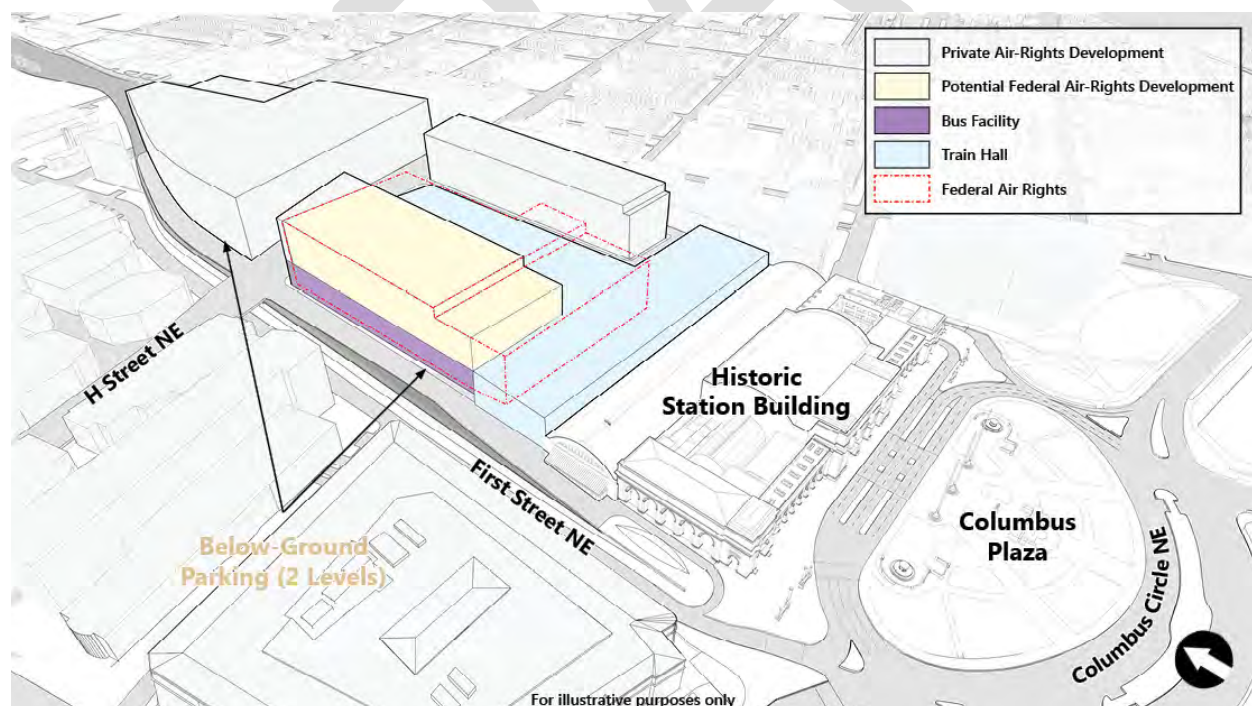 Private Air-Rights Development
Potential Federal Air-Rights Development
Bus Facility
Train Hall
Federal Air Rights
H Street NE
Historic
Station Building
First Street NE
Columbus
Plaza
Below-Ground
Parking (2 Levels)
Columbus Circle NE
For illustrative purposes only